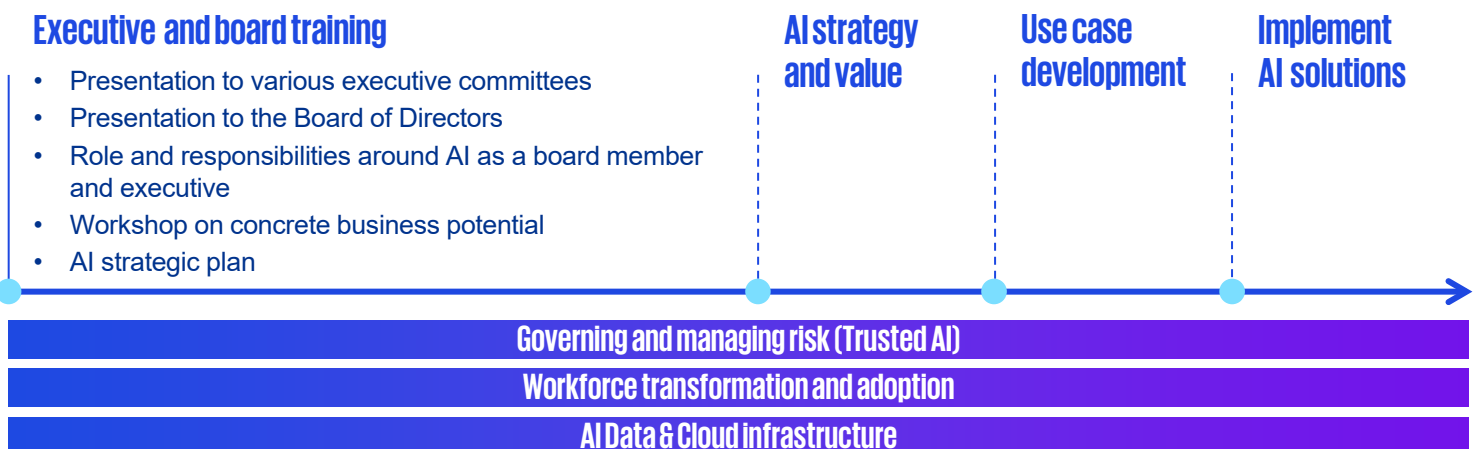 Executive and board training
• Presentation to various executive committees
• Presentation to the Board of Directors
• Role and responsibilities around AI as a board member
and executive
• Workshop on concrete business potential
• AI strategic plan
AI strategy
and value
Use case
development
Implement
AI solutions
Governing and managing risk (Trusted AI)
Workforce transformation and adoption
AI Data & Cloud infrastructure